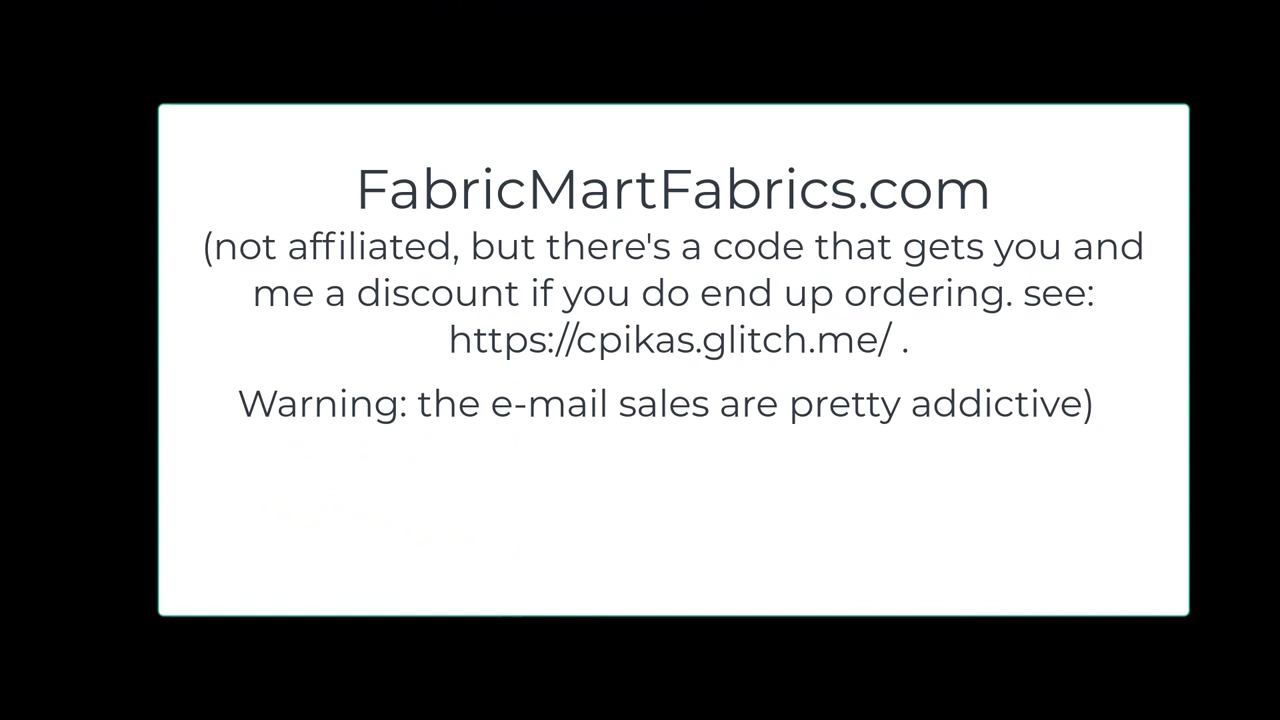 FabricMartFabrics.com
(not affiliated, but there's a code that gets you and
me a discount if you do end up ordering. see:
https://cpikas.glitch.me/ .
Warning: the e-mail sales are pretty addictive)